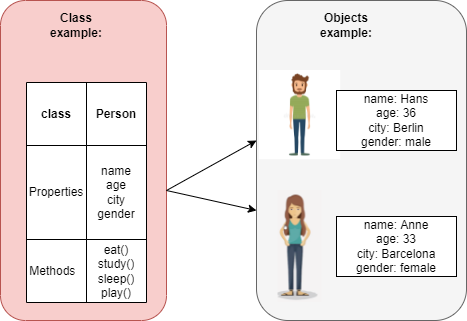 Class
example:
class
Person
Properties
name
age
city
gender
Methods
eat()
study()
sleep()
play()
Objects
example:
name: Hans
age: 36
city: Berlin
gender: male
name: Anne
age: 33
city: Barcelona
gender: female